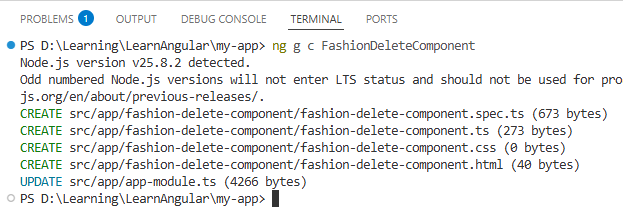 PROBLEMS 1 OUTPUT DEBUG CONSOLE TERMINAL PORTS
PS D:\Learning\LearnAngular\my-app> ng g c FashionDeleteComponent
Node.js version v25.8.2 detected.
Odd numbered Node.js versions will not enter LTS status and should not be used for pro
js.org/en/about/previous-releases/.
CREATE src/app/fashion-delete-component/fashion-delete-component.spec.ts (673 bytes)
CREATE src/app/fashion-delete-component/fashion-delete-component.ts (273 bytes)
CREATE src/app/fashion-delete-component/fashion-delete-component.css (0 bytes)
CREATE src/app/fashion-delete-component/fashion-delete-component.html (40 bytes)
UPDATE src/app/app-module.ts (4266 bytes)
PS D:\Learning\LearnAngular\my-app>